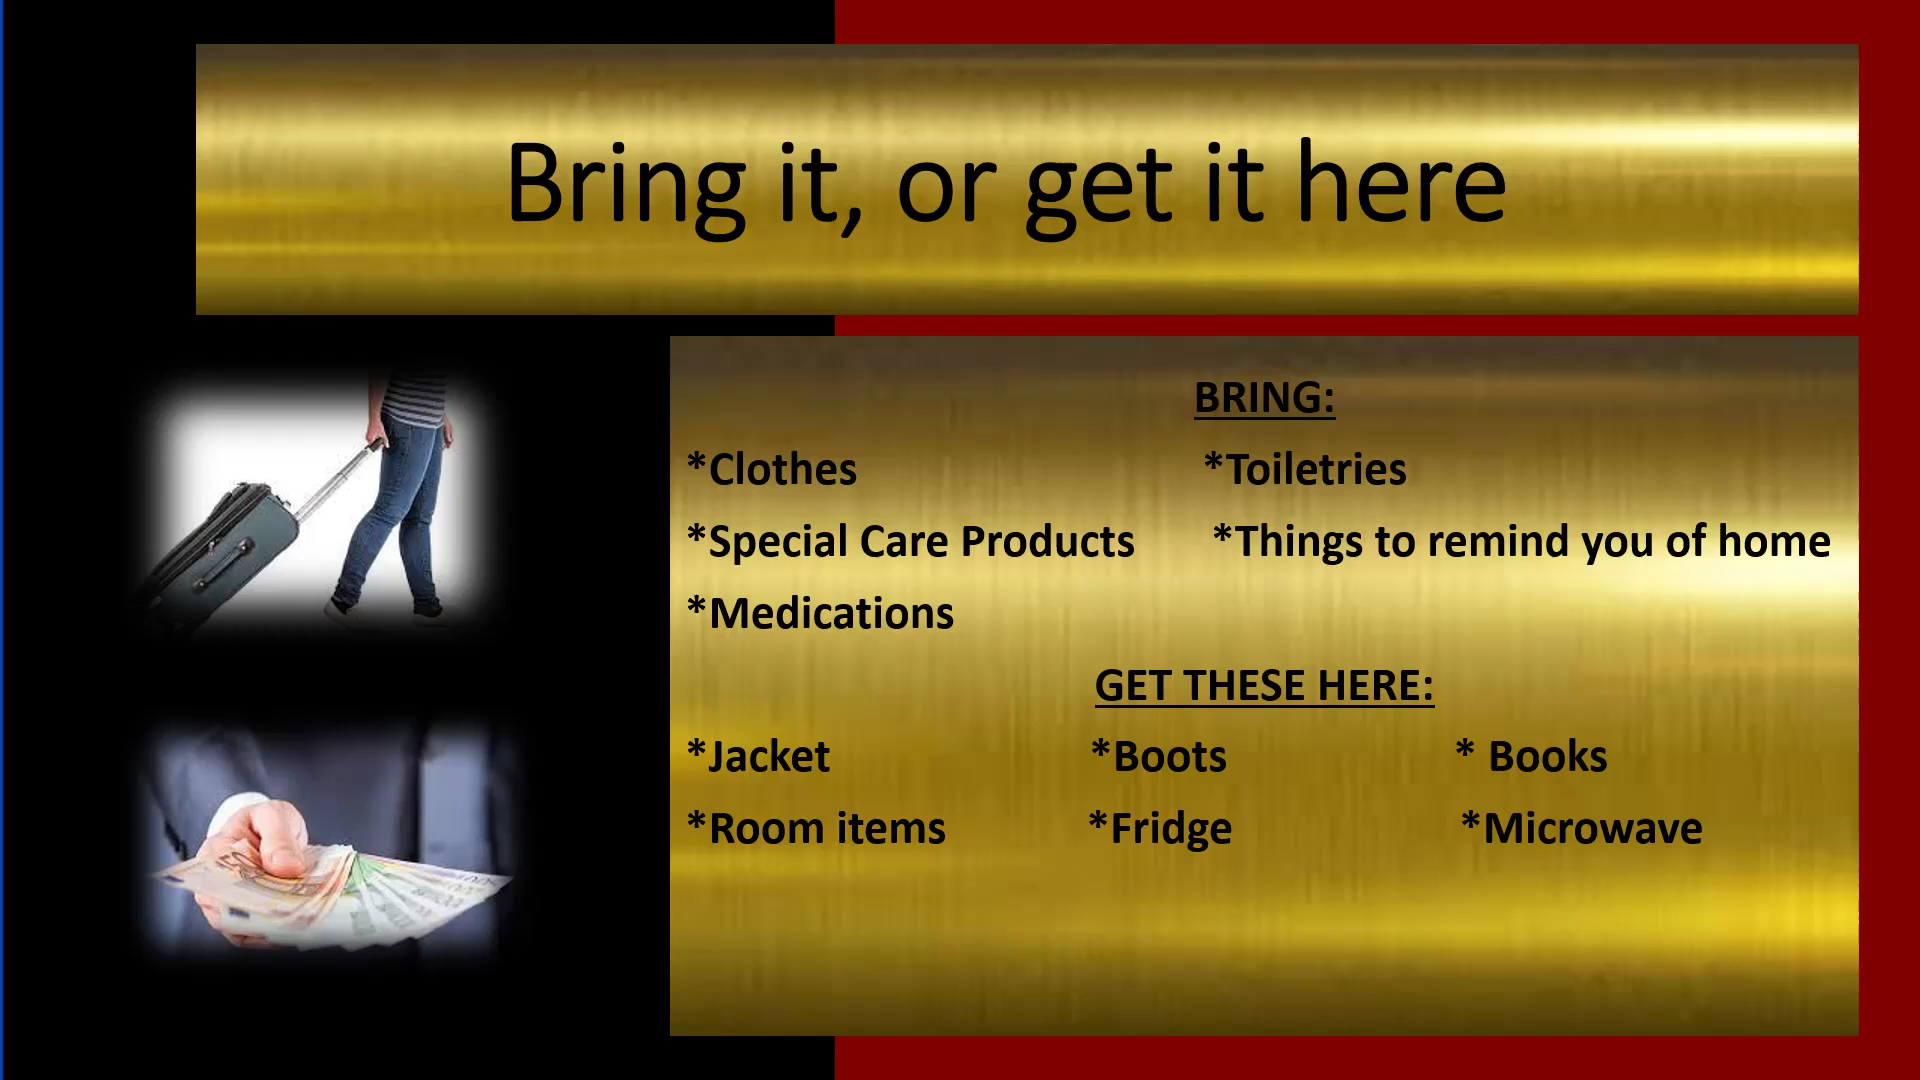 Bring it, or get it here
BRING:
*Clothes *Toiletries
*Special Care Products *Things to remind you of home
*Medications
GET THESE HERE:
*Jacket *Boots * Books
*Room items *Fridge *Microwave